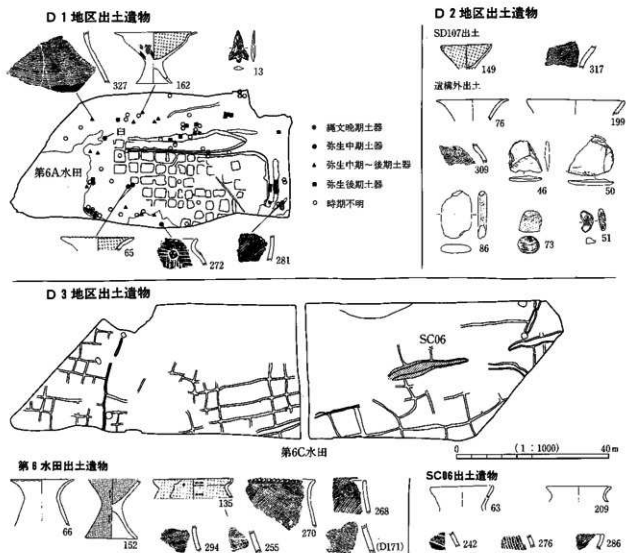 D1地区出土遺物
327
162
13
第6A水田
● 縄文晩期土器
● 弥生中期土器
▲ 弥生中期~後期土器
■ 弥生後期土器
○ 時期不明
65
272
281
D2地区出土遺物
SD107出土
149
317
遺構外出土
76
199
309
46
50
86
73
51
D3地区出土遺物
SC06
第6C水田
0 (1:1000) 40m
第6水田出土遺物
66
152
135
294
255
270
268
(D171)
SC06出土遺物
63
209
242
276
286